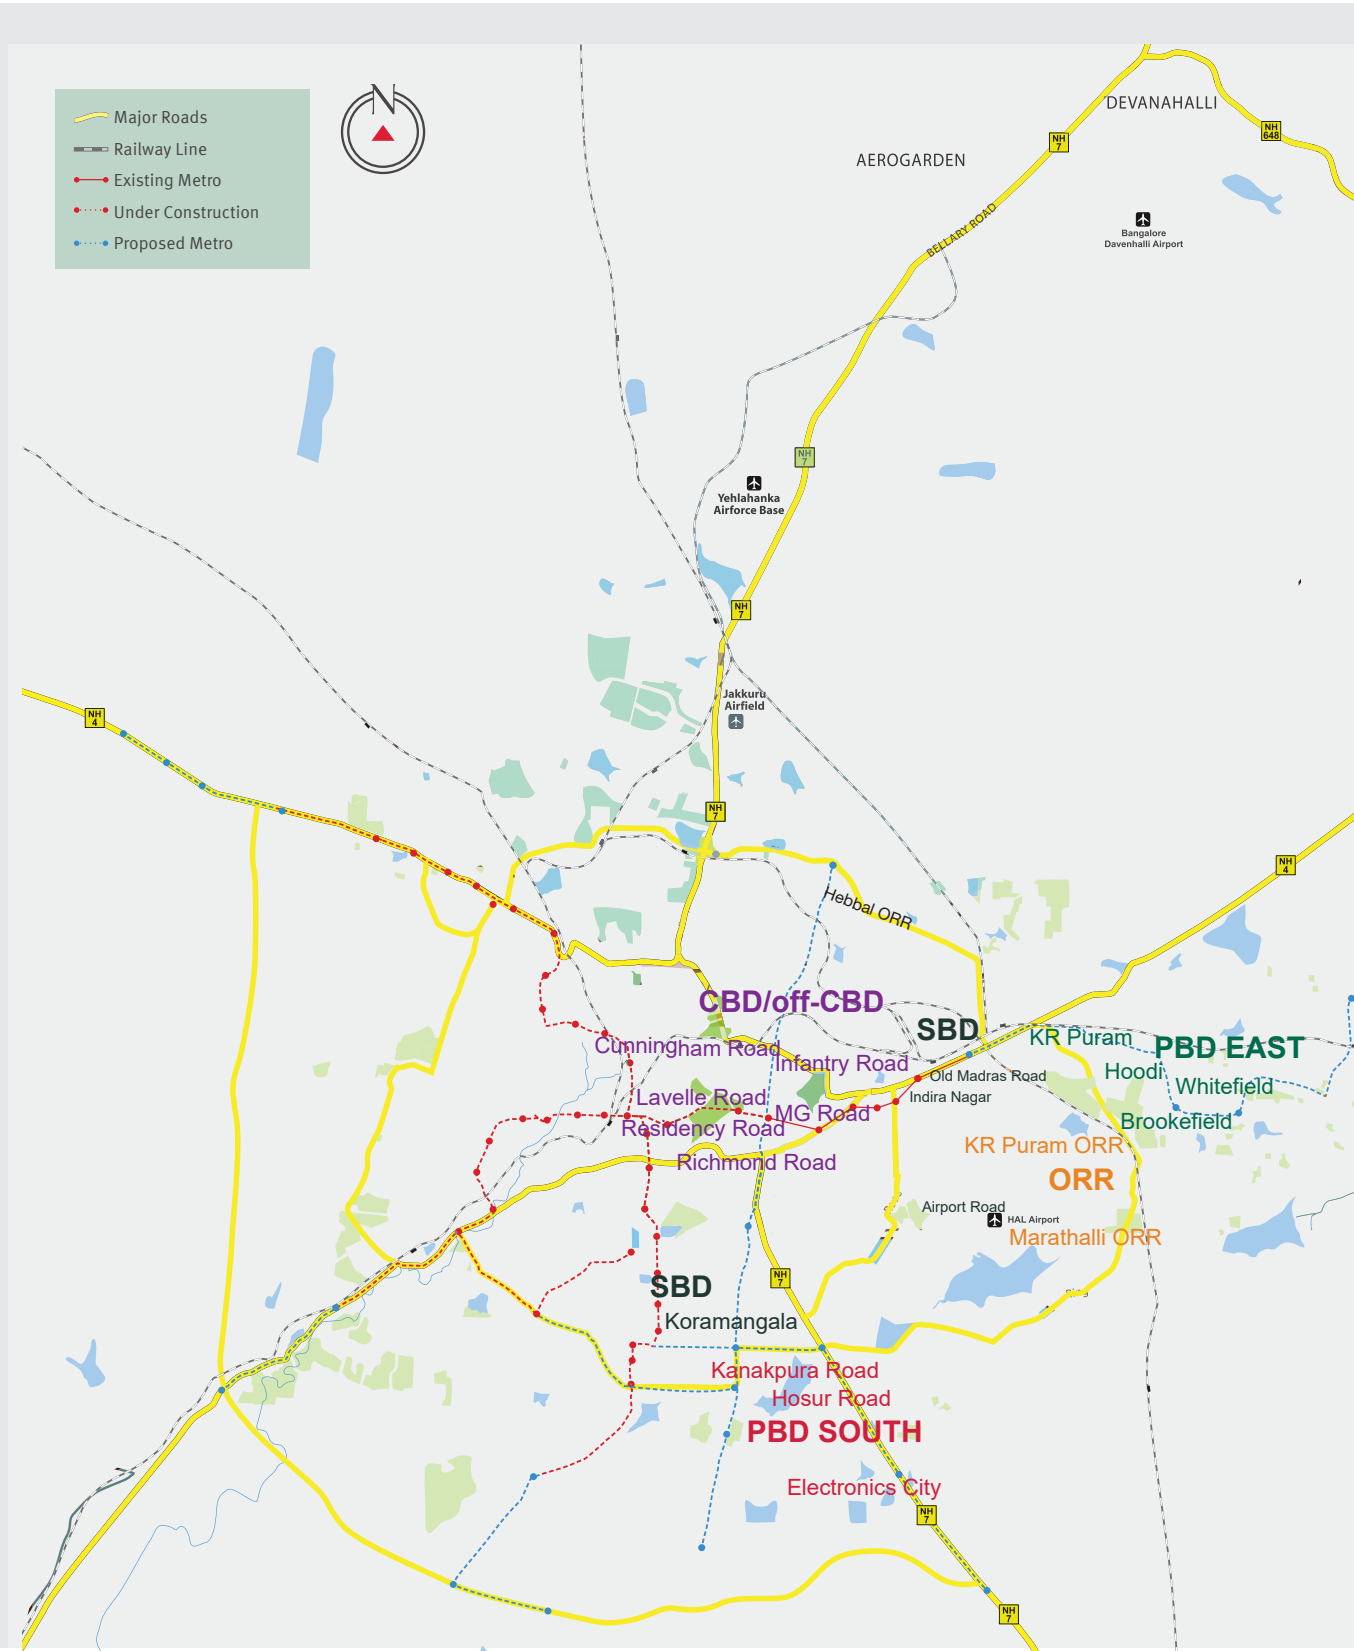 N
Major Roads
Railway Line
Existing Metro
Under Construction
Proposed Metro
DEVANAHALLI
NH
648
NH
7
AEROGARDEN
BELLARY ROAD
Bangalore
Davenhalli Airport
NH
7
Yehlahanka
Airforce Base
NH
7
Jakkuru
Airfield
NH
4
NH
7
NH
4
Hebbal ORR
CBD/off-CBD
SBD
Cunningham Road
KR Puram
PBD EAST
Infantry Road
Hoodi
Old Madras Road
Whitefield
Lavelle Road
Indira Nagar
MG Road
Residency Road
Brookefield
KR Puram ORR
Richmond Road
ORR
Airport Road
HAL Airport
Marathalli ORR
NH
7
SBD
Koramangala
Kanakpura Road
Hosur Road
PBD SOUTH
Electronics City
NH
7
NH
7